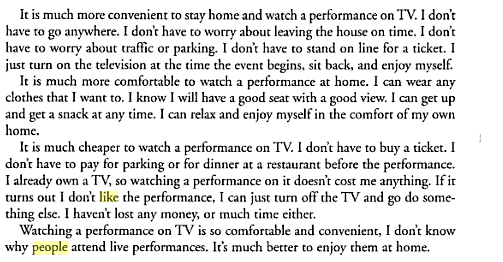 It is much more convenient to stay home and watch a performance on TV. I don't
have to go anywhere. I don't have to worry about leaving the house on time. I don't
have to worry about traffic or parking. I don't have to stand on line for a ticket. I
just turn on the television at the time the event begins, sit back, and enjoy myself.
It is much more comfortable to watch a performance at home. I can wear any
clothes that I want to. I know I will have a good seat with a good view. I can get up
and get a snack at any time. I can relax and enjoy myself in the comfort of my own
home.
It is much cheaper to watch a performance on TV. I don't have to buy a ticket. I
don't have to pay for parking or for dinner at a restaurant before the performance.
I already own a TV, so watching a performance on it doesn't cost me anything. If it
turns out I don't like the performance, I can just turn off the TV and go do some-
thing else. I haven't lost any money, or much time either.
Watching a performance on TV is so comfortable and convenient, I don't know
why people attend live performances. It's much better to enjoy them at home.